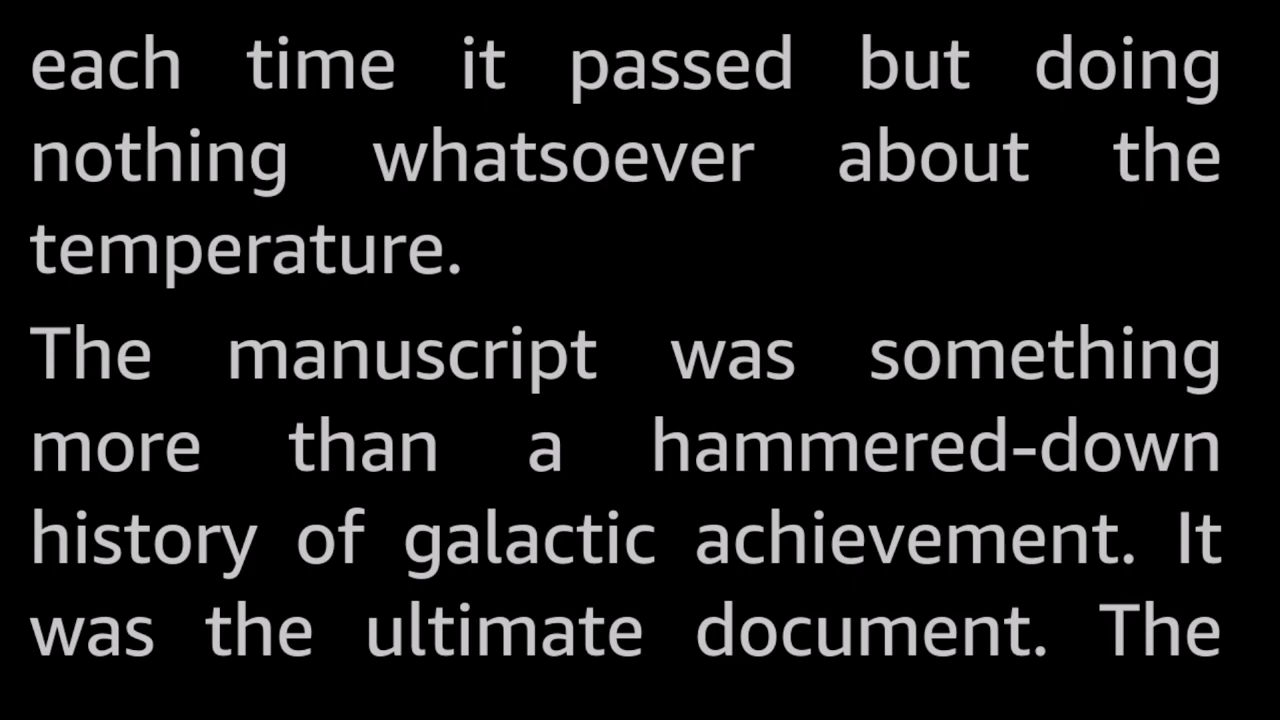 each time it passed but doing
nothing whatsoever about the
temperature.
The manuscript was something
more than a hammered-down
history of galactic achievement. It
was the ultimate document. The